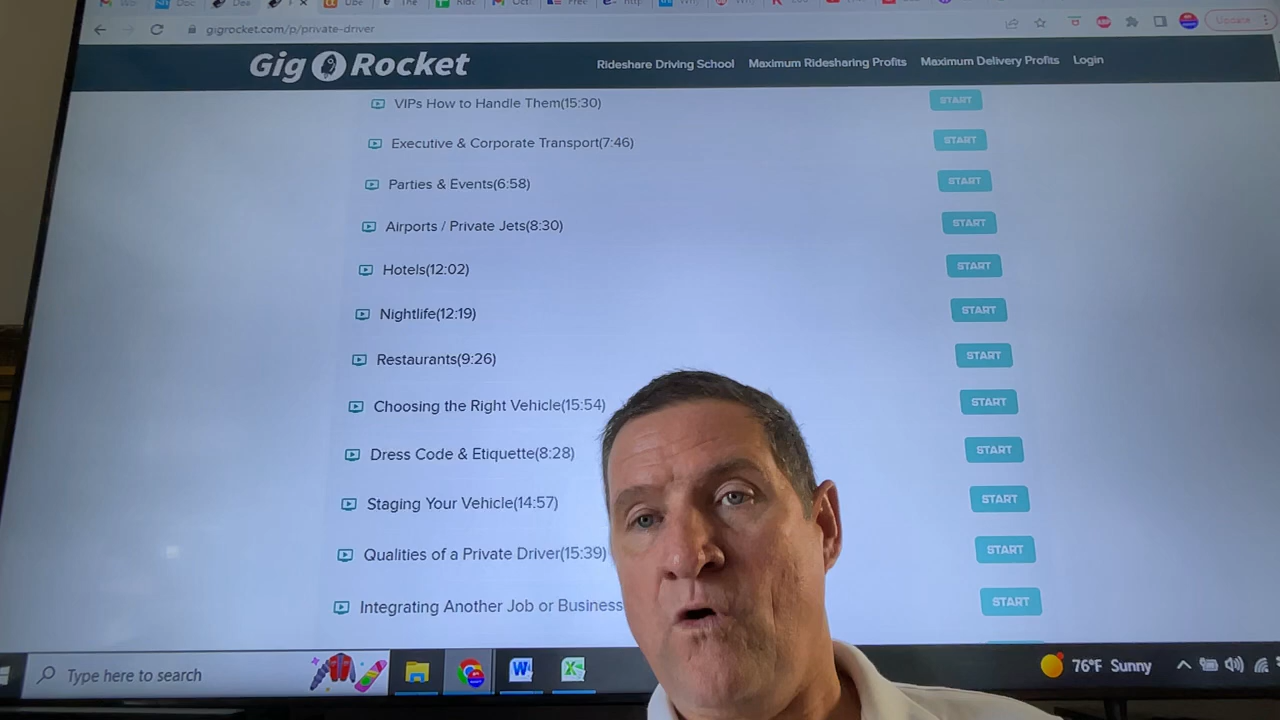 gigrocket.com/p/private-driver
Update
Gig Rocket
Rideshare Driving School Maximum Ridesharing Profits Maximum Delivery Profits Login
VIPs How to Handle Them(15:30) START
Executive & Corporate Transport(7:46) START
Parties & Events(6:58) START
Airports / Private Jets(8:30) START
Hotels(12:02) START
Nightlife(12:19) START
Restaurants(9:26) START
Choosing the Right Vehicle(15:54) START
Dress Code & Etiquette(8:28) START
Staging Your Vehicle(14:57) START
Qualities of a Private Driver(15:39) START
Integrating Another Job or Business START
Type here to search 76°F Sunny